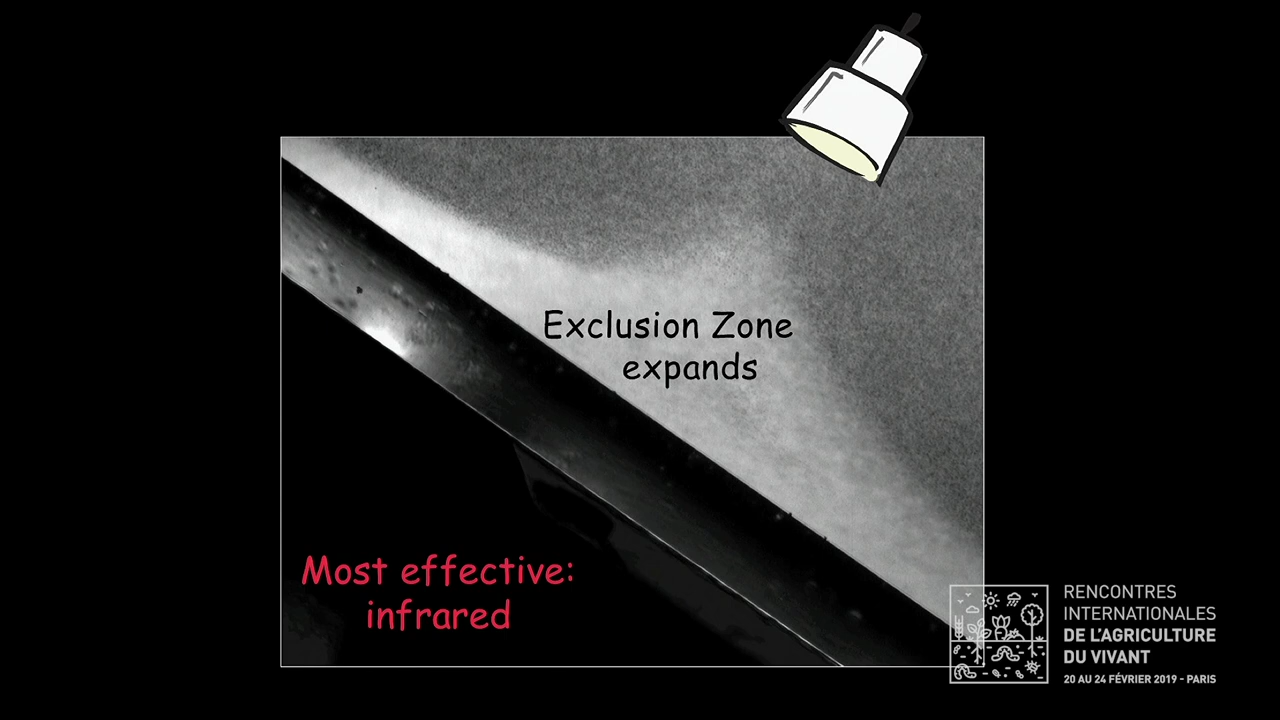 Exclusion Zone
expands
Most effective:
infrared
RENCONTRES
INTERNATIONALES
DE L'AGRICULTURE
DU VIVANT
20 AU 24 FÉVRIER 2019 - PARIS